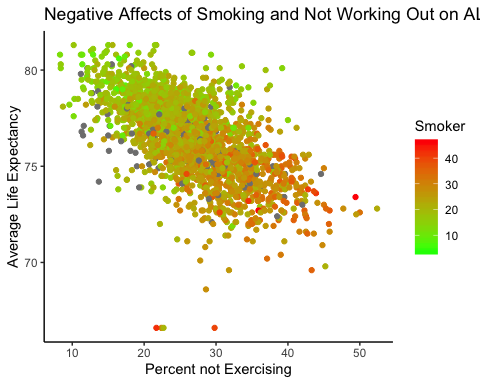 Negative Affects of Smoking and Not Working Out on AL
Smoker
40
30
20
10
80
75
70
Average Life Expectancy
10 20 30 40 50
Percent not Exercising